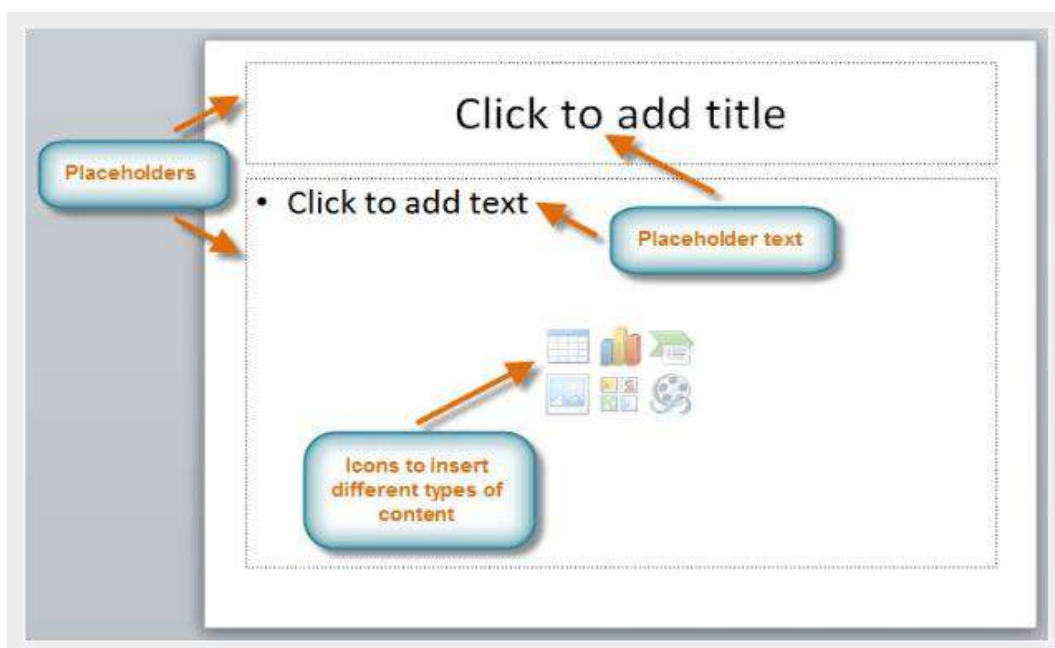 Click to add title
Placeholders
• Click to add text
Placeholder text
Icons to insert
different types of
content